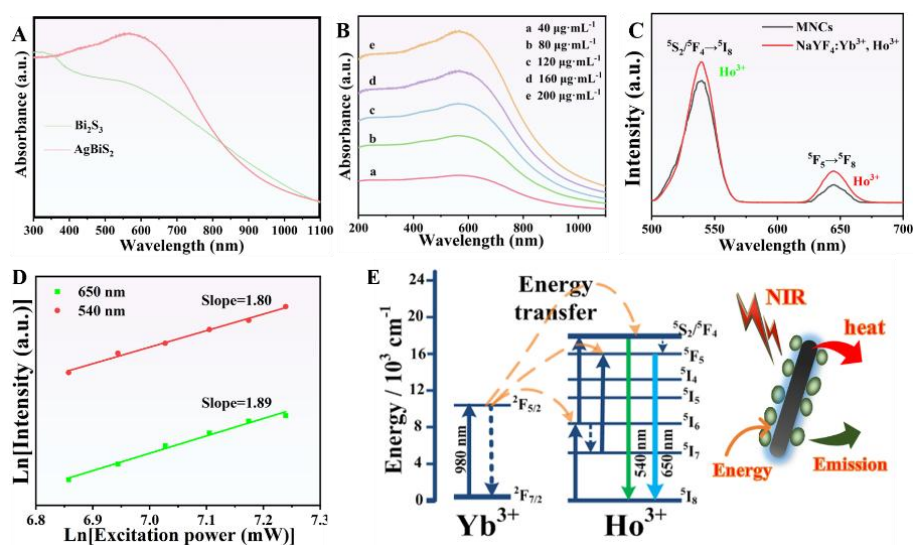 A
Absorbance (a.u.)
Bi₂S₃
AgBiS₂
300 400 500 600 700 800 900 1000 1100
Wavelength (nm)
B
Absorbance (a.u.)
a 40 μg·mL⁻¹
b 80 μg·mL⁻¹
c 120 μg·mL⁻¹
d 160 μg·mL⁻¹
e 200 μg·mL⁻¹
e
d
c
b
a
200 400 600 800 1000
Wavelength (nm)
C
Intensity (a.u.)
MNCs
NaYF₄:Yb³⁺, Ho³⁺
⁵S₂/⁵F₄→⁵I₈
Ho³⁺
⁵F₅→⁵F₈
Ho³⁺
500 550 600 650 700
Wavelength (nm)
D
Ln[Intensity (a.u.)]
650 nm
540 nm
Slope=1.80
Slope=1.89
6.8 6.9 7.0 7.1 7.2 7.3
Ln[Excitation power (mW)]
E
Energy / 10³ cm⁻¹
24
20
16
12
8
4
0
Energy
transfer
²F₅/₂
980 nm
²F₇/₂
Yb³⁺
⁵S₂/⁵F₄
⁵F₅
⁵I₄
⁵I₅
⁵I₆
⁵I₇
⁵I₈
540 nm
650 nm
Ho³⁺
NIR
heat
Energy
Emission